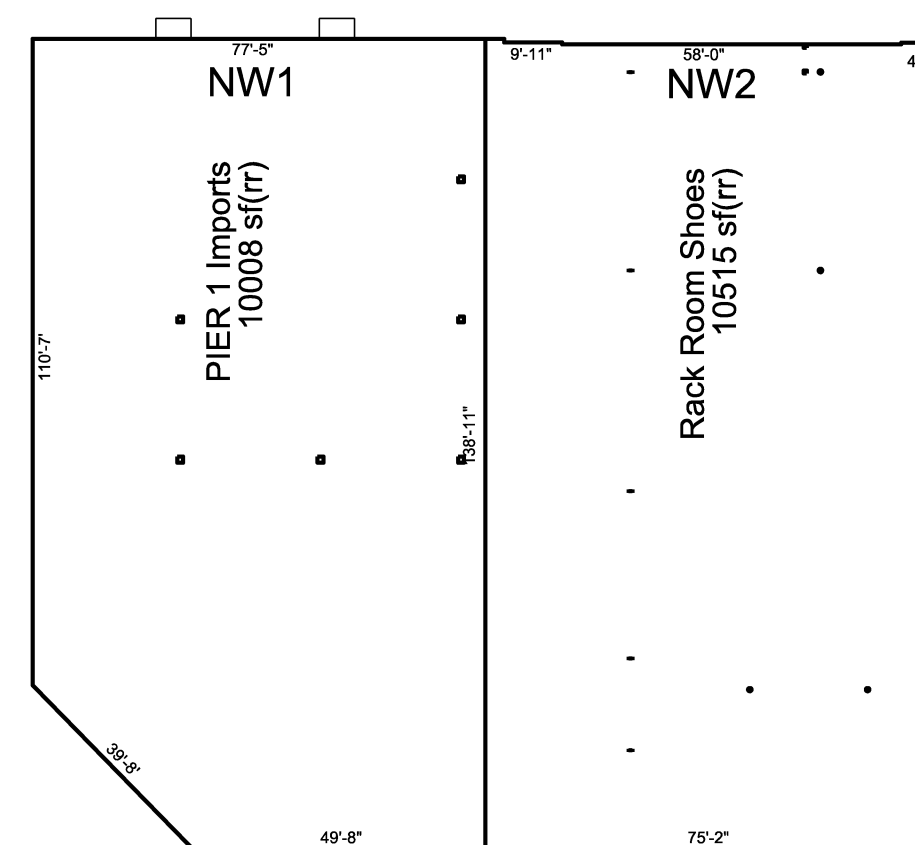 77'-5"
9'-11"
58'-0"
4
NW1
NW2
PIER 1 Imports
10008 sf(rr)
Rack Room Shoes
10515 sf(rr)
110'-7'
138'-11"
39'-8'
49'-8"
75'-2"